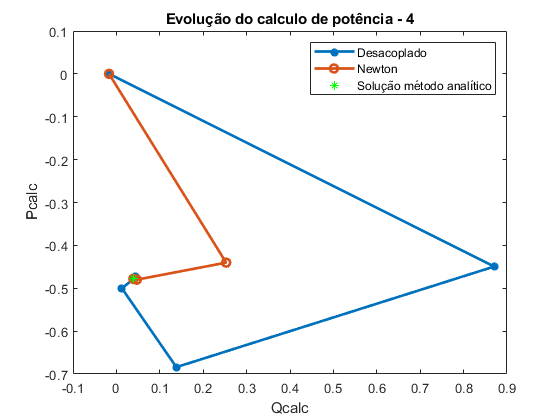 Evolução do calculo de potência - 4
Desacoplado
Newton
Solução método analítico
Pcalc
0.1
0
-0.1
-0.2
-0.3
-0.4
-0.5
-0.6
-0.7
-0.1 0 0.1 0.2 0.3 0.4 0.5 0.6 0.7 0.8 0.9
Qcalc